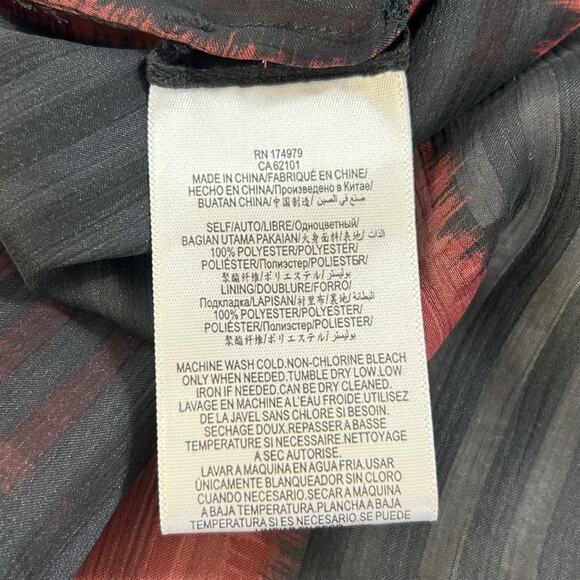 RN 174979
CA 62101
MADE IN CHINA/FABRIQUÉ EN CHINE/
HECHO EN CHINA/Произведено в Китае/
BUATAN CHINA/中国制造/ صنع في الصين/
SELF/AUTO/LIBRE/Одноцветный/
BAGIAN UTAMA PAKAIAN/大身面料/表地/ الذات/
100% POLYESTER/POLYESTER/
POLIÉSTER/Полиэстер/POLIESTER/
聚酯纤维/ポリエステル/ بوليستر/
LINING/DOUBLURE/FORRO/
Подкладка/LAPISAN/衬里布/裏地/ البطانة/
100% POLYESTER/POLYESTER/
POLIÉSTER/Полиэстер/POLIESTER/
聚酯纤维/ポリエステル/ بوليستر/
MACHINE WASH COLD.NON-CHLORINE BLEACH
ONLY WHEN NEEDED.TUMBLE DRY LOW.LOW
IRON IF NEEDED.CAN BE DRY CLEANED.
LAVAGE EN MACHINE A L'EAU FROIDE.UTILISEZ
DE LA JAVEL SANS CHLORE SI BESOIN.
SECHAGE DOUX.REPASSER A BASSE
TEMPERATURE SI NECESSAIRE.NETTOYAGE
A SEC AUTORISE.
LAVAR A MAQUINA EN AGUA FRIA.USAR
ÚNICAMENTE BLANQUEADOR SIN CLORO
CUANDO NECESARIO.SECAR A MÁQUINA
A BAJA TEMPERATURA.PLANCHA A BAJA
TEMPERATURA SI ES NECESARIO.SE PUEDE